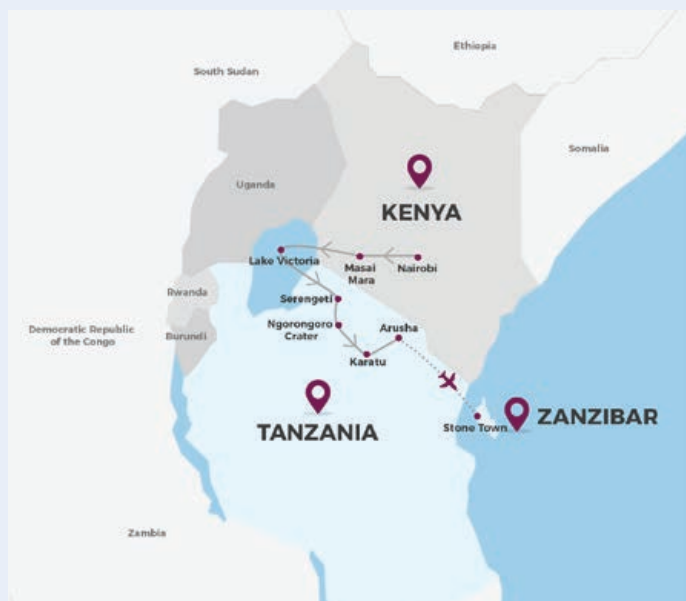 Ethiopia
South Sudan
Somalia
Uganda
KENYA
Lake Victoria
Masai
Mara
Nairobi
Rwanda
Serengeti
Democratic Republic
of the Congo
Burundi
Ngorongoro
Crater
Arusha
Karatu
TANZANIA
ZANZIBAR
Stone Town
Zambia